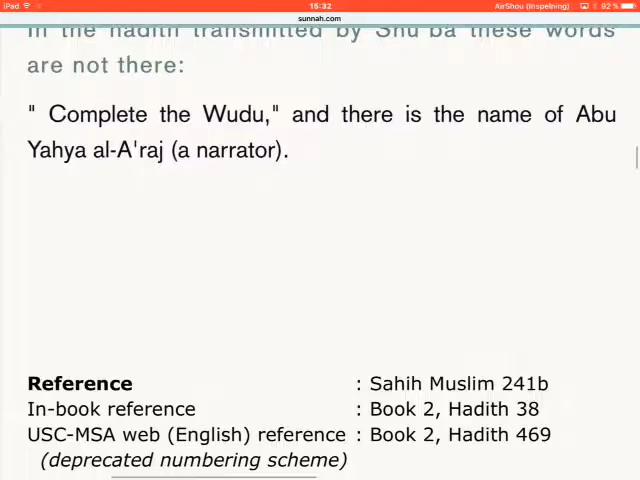 iPad 15:32 AirShou (Inspelning) 92 %
sunnah.com
In the hadith transmitted by Shu'ba these words
are not there:
" Complete the Wudu," and there is the name of Abu
Yahya al-A'raj (a narrator).
Reference : Sahih Muslim 241b
In-book reference : Book 2, Hadith 38
USC-MSA web (English) reference : Book 2, Hadith 469
(deprecated numbering scheme)